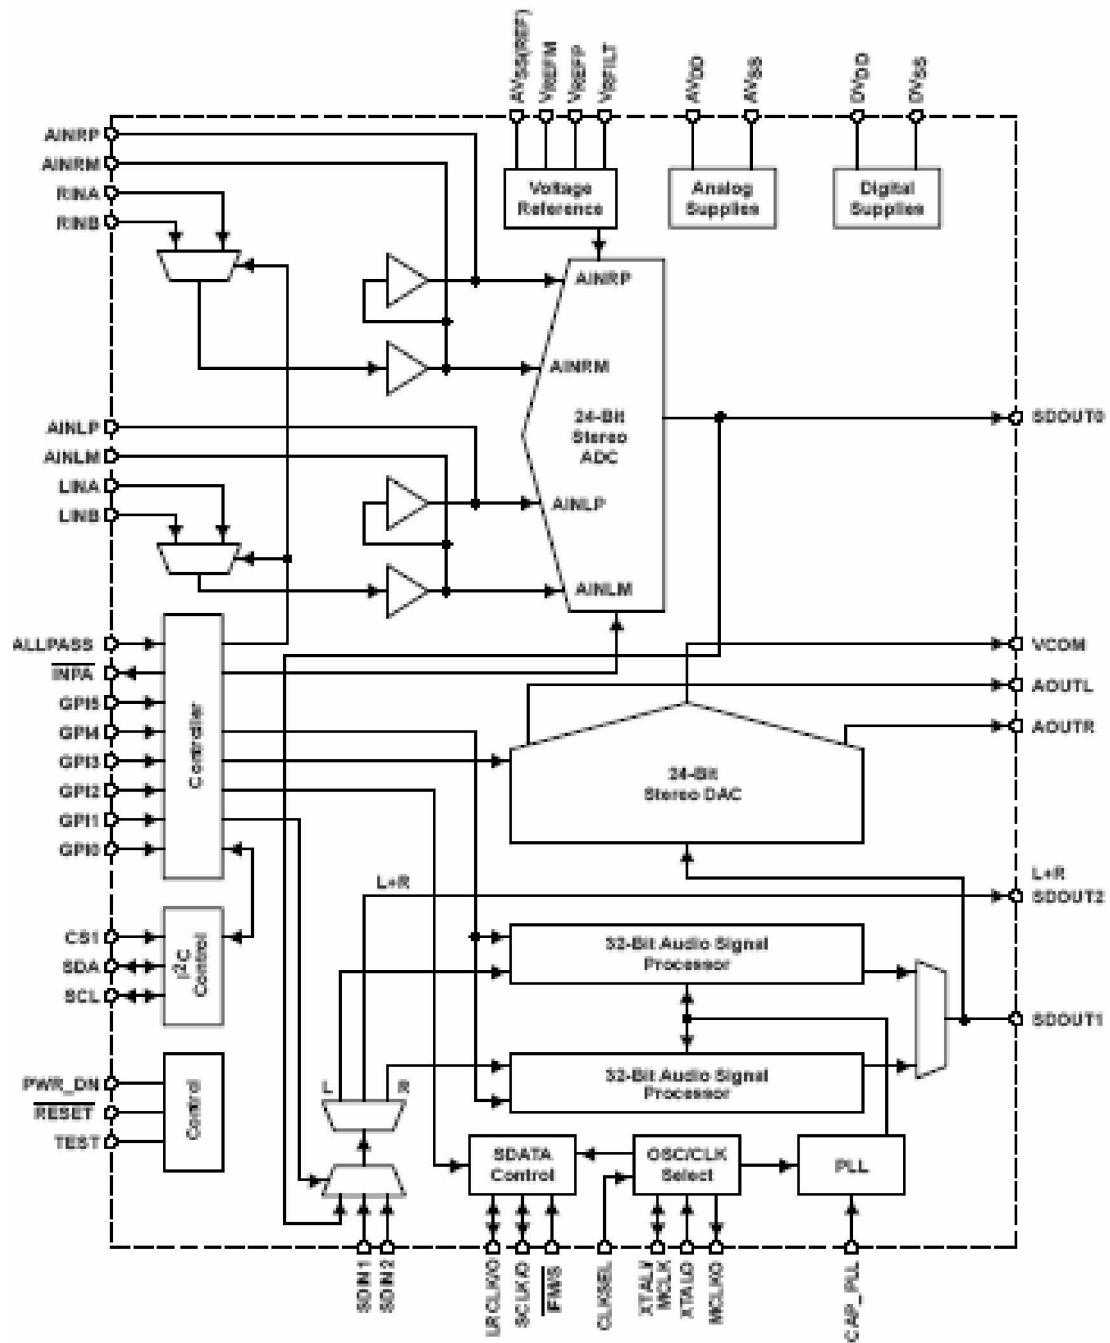 AVSS(REF)
VREFM
VREFP
VRFILT
AVDD
AVSS
DVDD
DVSS
AINRP
AINRM
RINA
RINB
Voltage
Reference
Analog
Supplies
Digital
Supplies
AINRP
AINRM
24-Bit
Stereo
ADC
AINLP
AINLM
SDOUT0
AINLP
AINLM
LINA
LINB
ALLPASS
INPA
GPI5
GPI4
GPI3
GPI2
GPI1
GPI0
Controller
VCOM
AOUTL
AOUTR
24-Bit
Stereo DAC
L+R
L+R
SDOUT2
CS1
SDA
SCL
I2C
Control
32-Bit Audio Signal
Processor
SDOUT1
32-Bit Audio Signal
Processor
PWR_DN
RESET
TEST
Control
L
R
SDATA
Control
OSC/CLK
Select
PLL
SDIN1
SDIN2
LRCLK/O
SCLK/O
IFM/S
CLKSEL
XTALI/
MCLK
XTALO
MCLKO
CAP_PLL